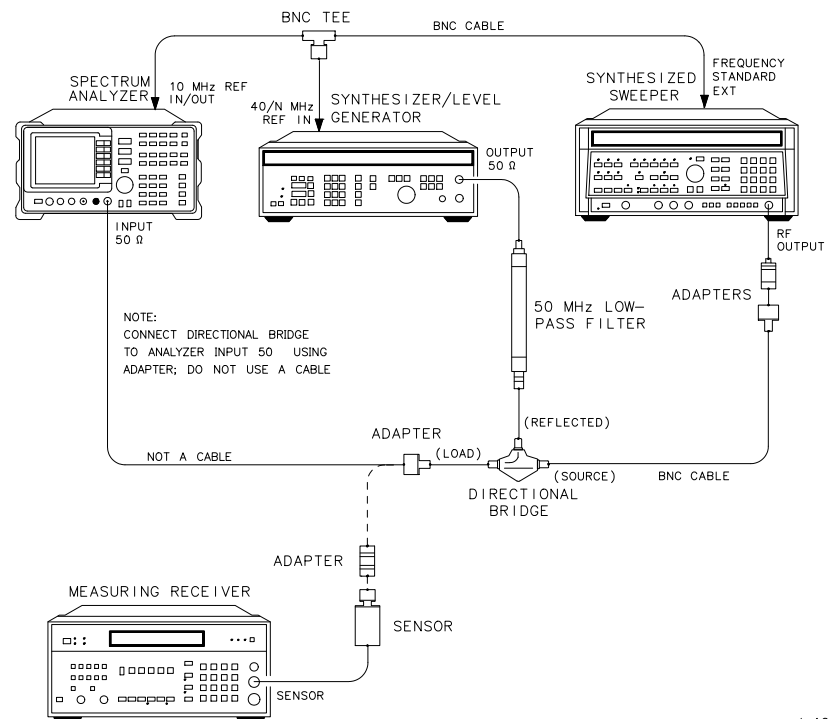 BNC TEE
BNC CABLE
SPECTRUM
ANALYZER
10 MHz REF
IN/OUT
40/N MHz
REF IN
SYNTHESIZER/LEVEL
GENERATOR
SYNTHESIZED
SWEEPER
FREQUENCY
STANDARD
EXT
OUTPUT
50 Ω
INPUT
50 Ω
RF
OUTPUT
ADAPTERS
50 MHz LOW-
PASS FILTER
NOTE:
CONNECT DIRECTIONAL BRIDGE
TO ANALYZER INPUT 50 USING
ADAPTER; DO NOT USE A CABLE
(REFLECTED)
ADAPTER
(LOAD)
NOT A CABLE
(SOURCE)
BNC CABLE
DIRECTIONAL
BRIDGE
ADAPTER
MEASURING RECEIVER
SENSOR
SENSOR